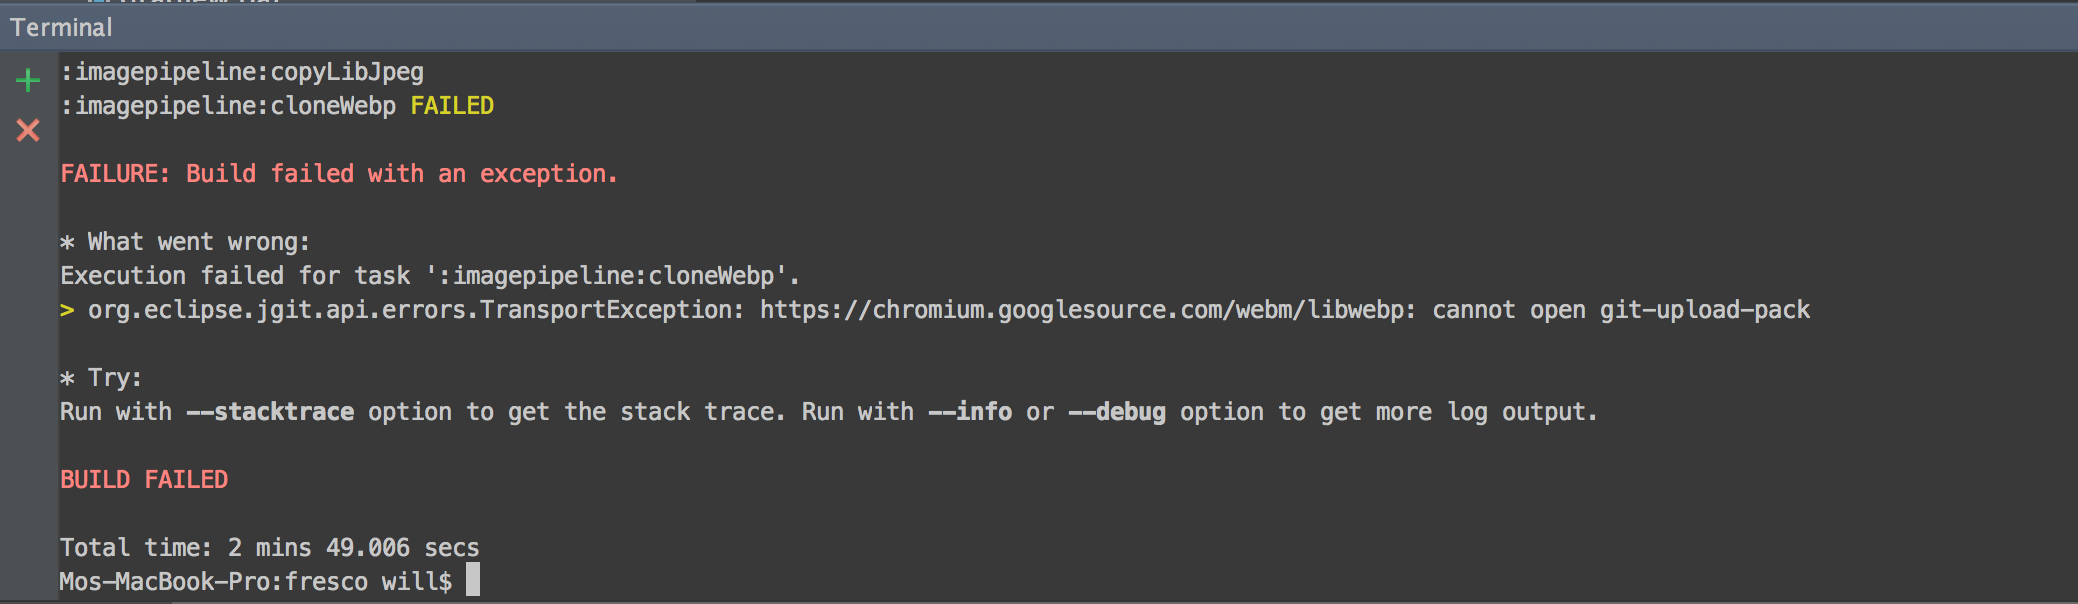 Terminal
:imagepipeline:copyLibJpeg
:imagepipeline:cloneWebp FAILED
FAILURE: Build failed with an exception.
* What went wrong:
Execution failed for task ':imagepipeline:cloneWebp'.
> org.eclipse.jgit.api.errors.TransportException: https://chromium.googlesource.com/webm/libwebp: cannot open git-upload-pack
* Try:
Run with --stacktrace option to get the stack trace. Run with --info or --debug option to get more log output.
BUILD FAILED
Total time: 2 mins 49.006 secs
Mos-MacBook-Pro:fresco will$